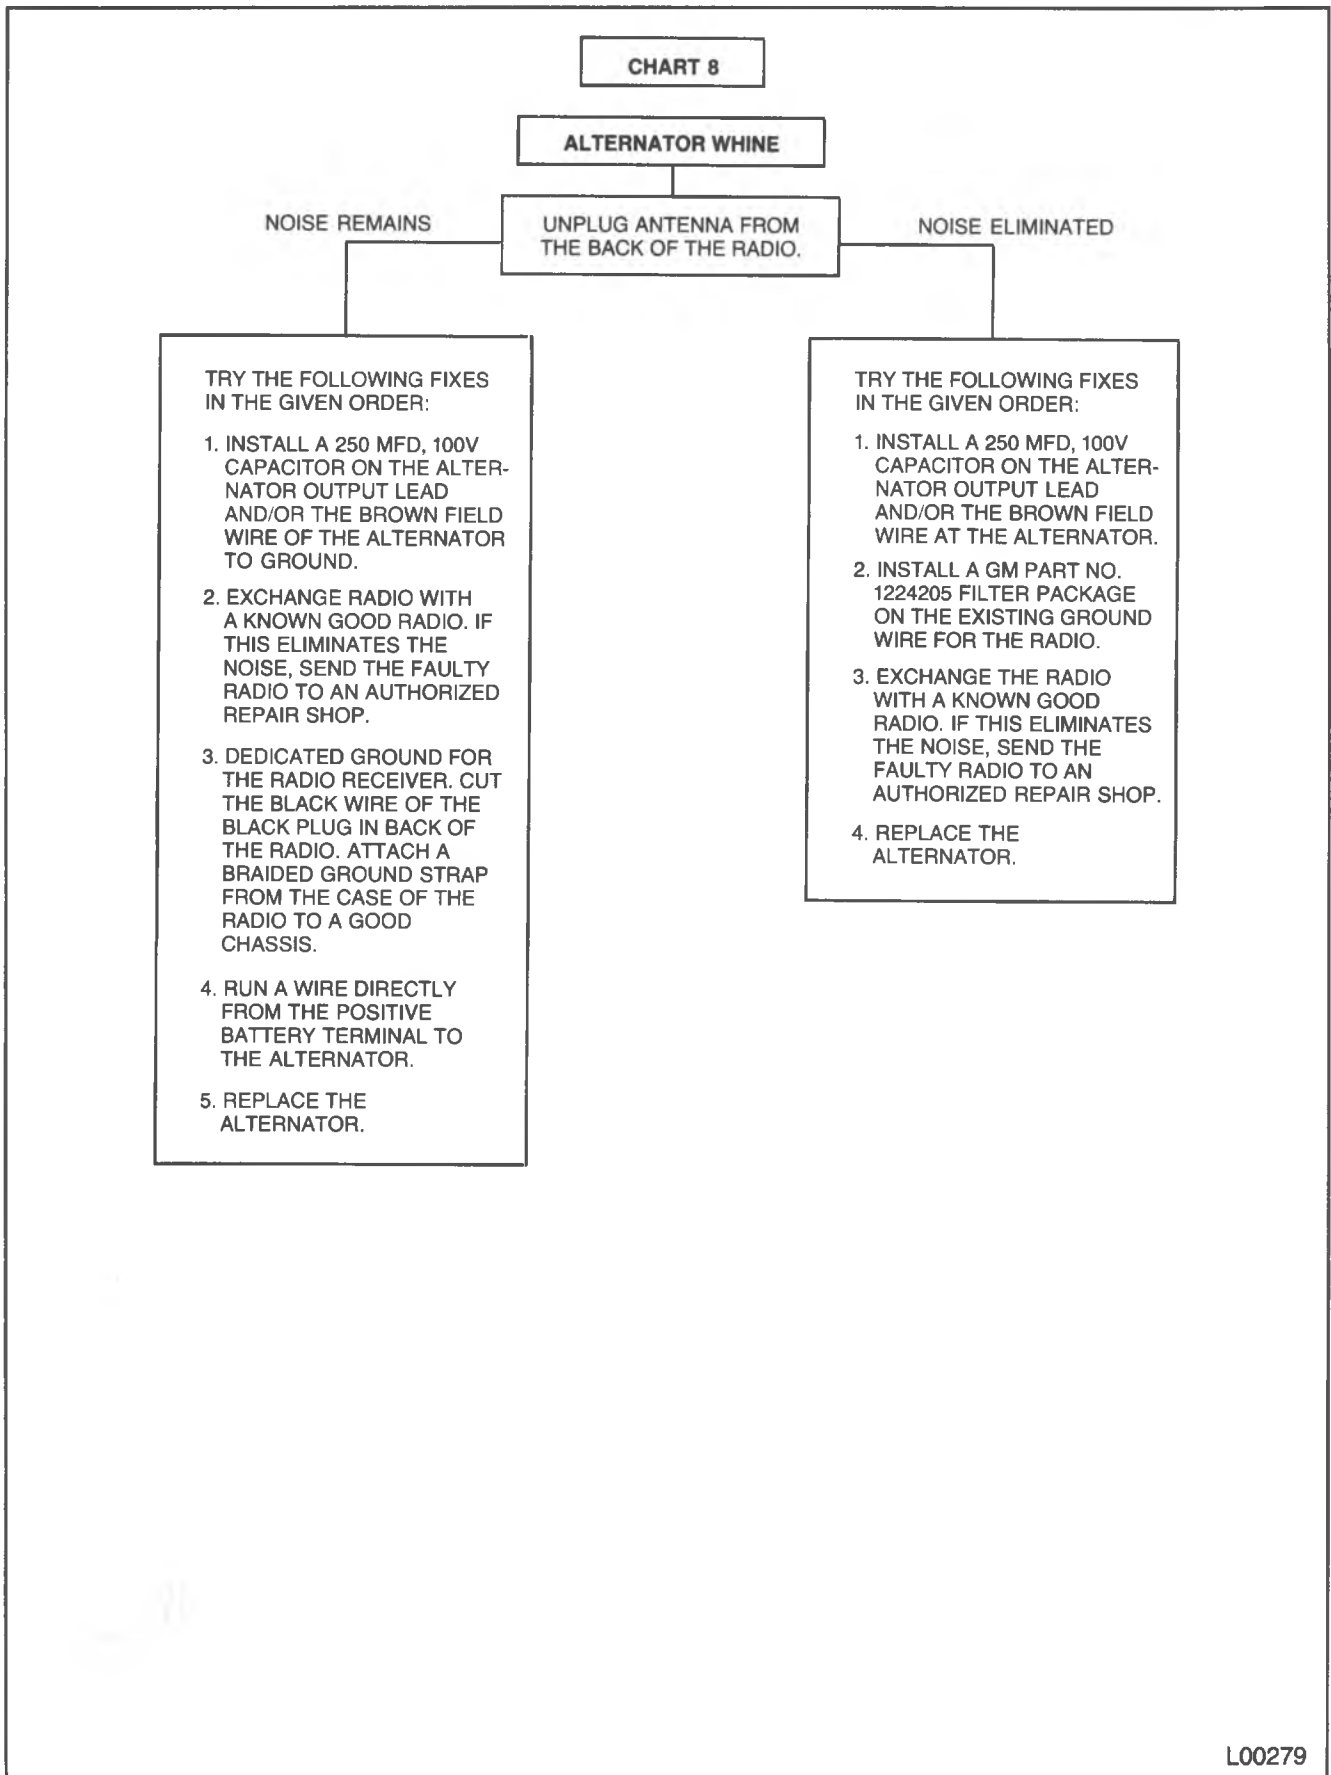 CHART 8
ALTERNATOR WHINE
NOISE REMAINS
UNPLUG ANTENNA FROM
THE BACK OF THE RADIO.
NOISE ELIMINATED
TRY THE FOLLOWING FIXES
IN THE GIVEN ORDER:
1. INSTALL A 250 MFD, 100V
CAPACITOR ON THE ALTER-
NATOR OUTPUT LEAD
AND/OR THE BROWN FIELD
WIRE OF THE ALTERNATOR
TO GROUND.
2. EXCHANGE RADIO WITH
A KNOWN GOOD RADIO. IF
THIS ELIMINATES THE
NOISE, SEND THE FAULTY
RADIO TO AN AUTHORIZED
REPAIR SHOP.
3. DEDICATED GROUND FOR
THE RADIO RECEIVER. CUT
THE BLACK WIRE OF THE
BLACK PLUG IN BACK OF
THE RADIO. ATTACH A
BRAIDED GROUND STRAP
FROM THE CASE OF THE
RADIO TO A GOOD
CHASSIS.
4. RUN A WIRE DIRECTLY
FROM THE POSITIVE
BATTERY TERMINAL TO
THE ALTERNATOR.
5. REPLACE THE
ALTERNATOR.
TRY THE FOLLOWING FIXES
IN THE GIVEN ORDER:
1. INSTALL A 250 MFD, 100V
CAPACITOR ON THE ALTER-
NATOR OUTPUT LEAD
AND/OR THE BROWN FIELD
WIRE AT THE ALTERNATOR.
2. INSTALL A GM PART NO.
1224205 FILTER PACKAGE
ON THE EXISTING GROUND
WIRE FOR THE RADIO.
3. EXCHANGE THE RADIO
WITH A KNOWN GOOD
RADIO. IF THIS ELIMINATES
THE NOISE, SEND THE
FAULTY RADIO TO AN
AUTHORIZED REPAIR SHOP.
4. REPLACE THE
ALTERNATOR.
L00279